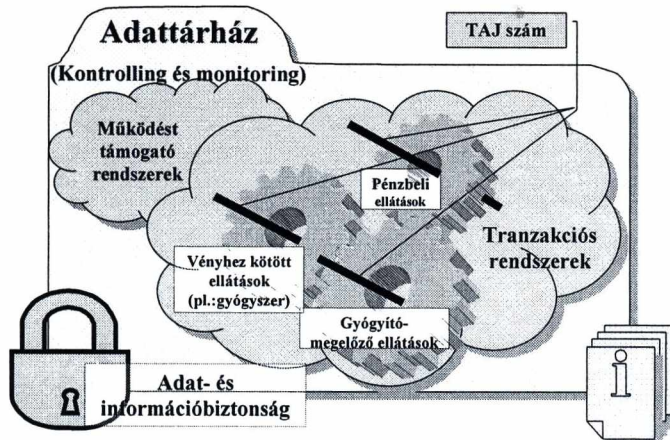 Adattárház
(Kontrolling és monitoring)
TAJ szám
Működést
támogató
rendszerek
Pénzbeli
ellátások
Tranzakciós
rendszerek
Vényhez kötött
ellátások
(pl.:gyógyszer)
Gyógyító-
megelőző ellátások
Adat- és
információbiztonság
i